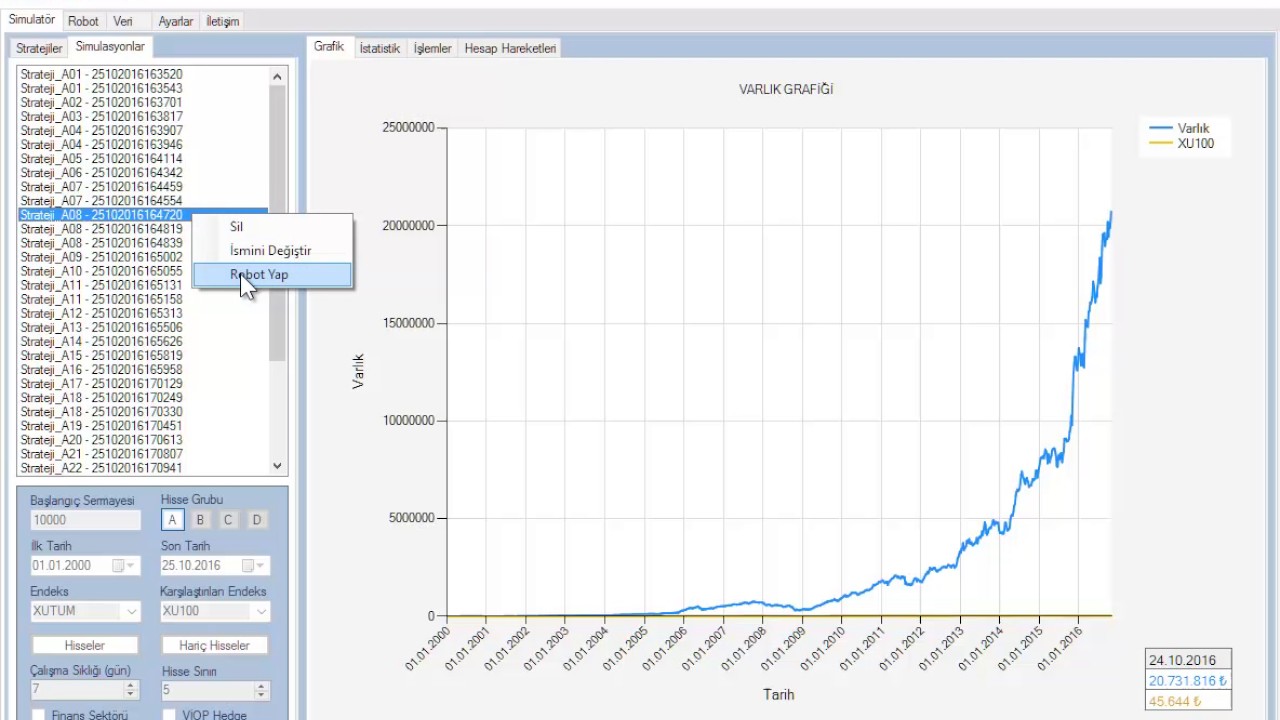 Simulatör Robot Veri Ayarlar İletişim
Stratejiler Simulasyonlar
Strateji_A01 - 25102016163520
Strateji_A01 - 25102016163543
Strateji_A02 - 25102016163701
Strateji_A03 - 25102016163817
Strateji_A04 - 25102016163907
Strateji_A04 - 25102016163946
Strateji_A05 - 25102016164114
Strateji_A06 - 25102016164342
Strateji_A07 - 25102016164459
Strateji_A07 - 25102016164554
Strateji_A08 - 25102016164720
Strateji_A08 - 25102016164819
Strateji_A08 - 25102016164839
Strateji_A09 - 25102016165002
Strateji_A10 - 25102016165055
Strateji_A11 - 25102016165131
Strateji_A11 - 25102016165158
Strateji_A12 - 25102016165313
Strateji_A13 - 25102016165506
Strateji_A14 - 25102016165626
Strateji_A15 - 25102016165819
Strateji_A16 - 25102016165958
Strateji_A17 - 25102016170129
Strateji_A18 - 25102016170249
Strateji_A18 - 25102016170330
Strateji_A19 - 25102016170451
Strateji_A20 - 25102016170613
Strateji_A21 - 25102016170807
Strateji_A22 - 25102016170941
Sil
İsmini Değiştir
Robot Yap
Başlangıç Sermayesi Hisse Grubu
10000 A B C D
İlk Tarih Son Tarih
01.01.2000 25.10.2016
Endeks Karşılaştırılan Endeks
XUTUM XU100
Hisseler Hariç Hisseler
Çalışma Sıklığı (gün) Hisse Sınırı
7 5
Finans Sektörü VİOP Hedge
Grafik İstatistik İşlemler Hesap Hareketleri
VARLIK GRAFİĞİ
Varlık
XU100
25000000
20000000
15000000
10000000
5000000
0
Varlık
01.01.2000 01.01.2001 01.01.2002 01.01.2003 01.01.2004 01.01.2005 01.01.2006 01.01.2007 01.01.2008 01.01.2009 01.01.2010 01.01.2011 01.01.2012 01.01.2013 01.01.2014 01.01.2015 01.01.2016
Tarih
24.10.2016
20.731.816 ₺
45.644 ₺